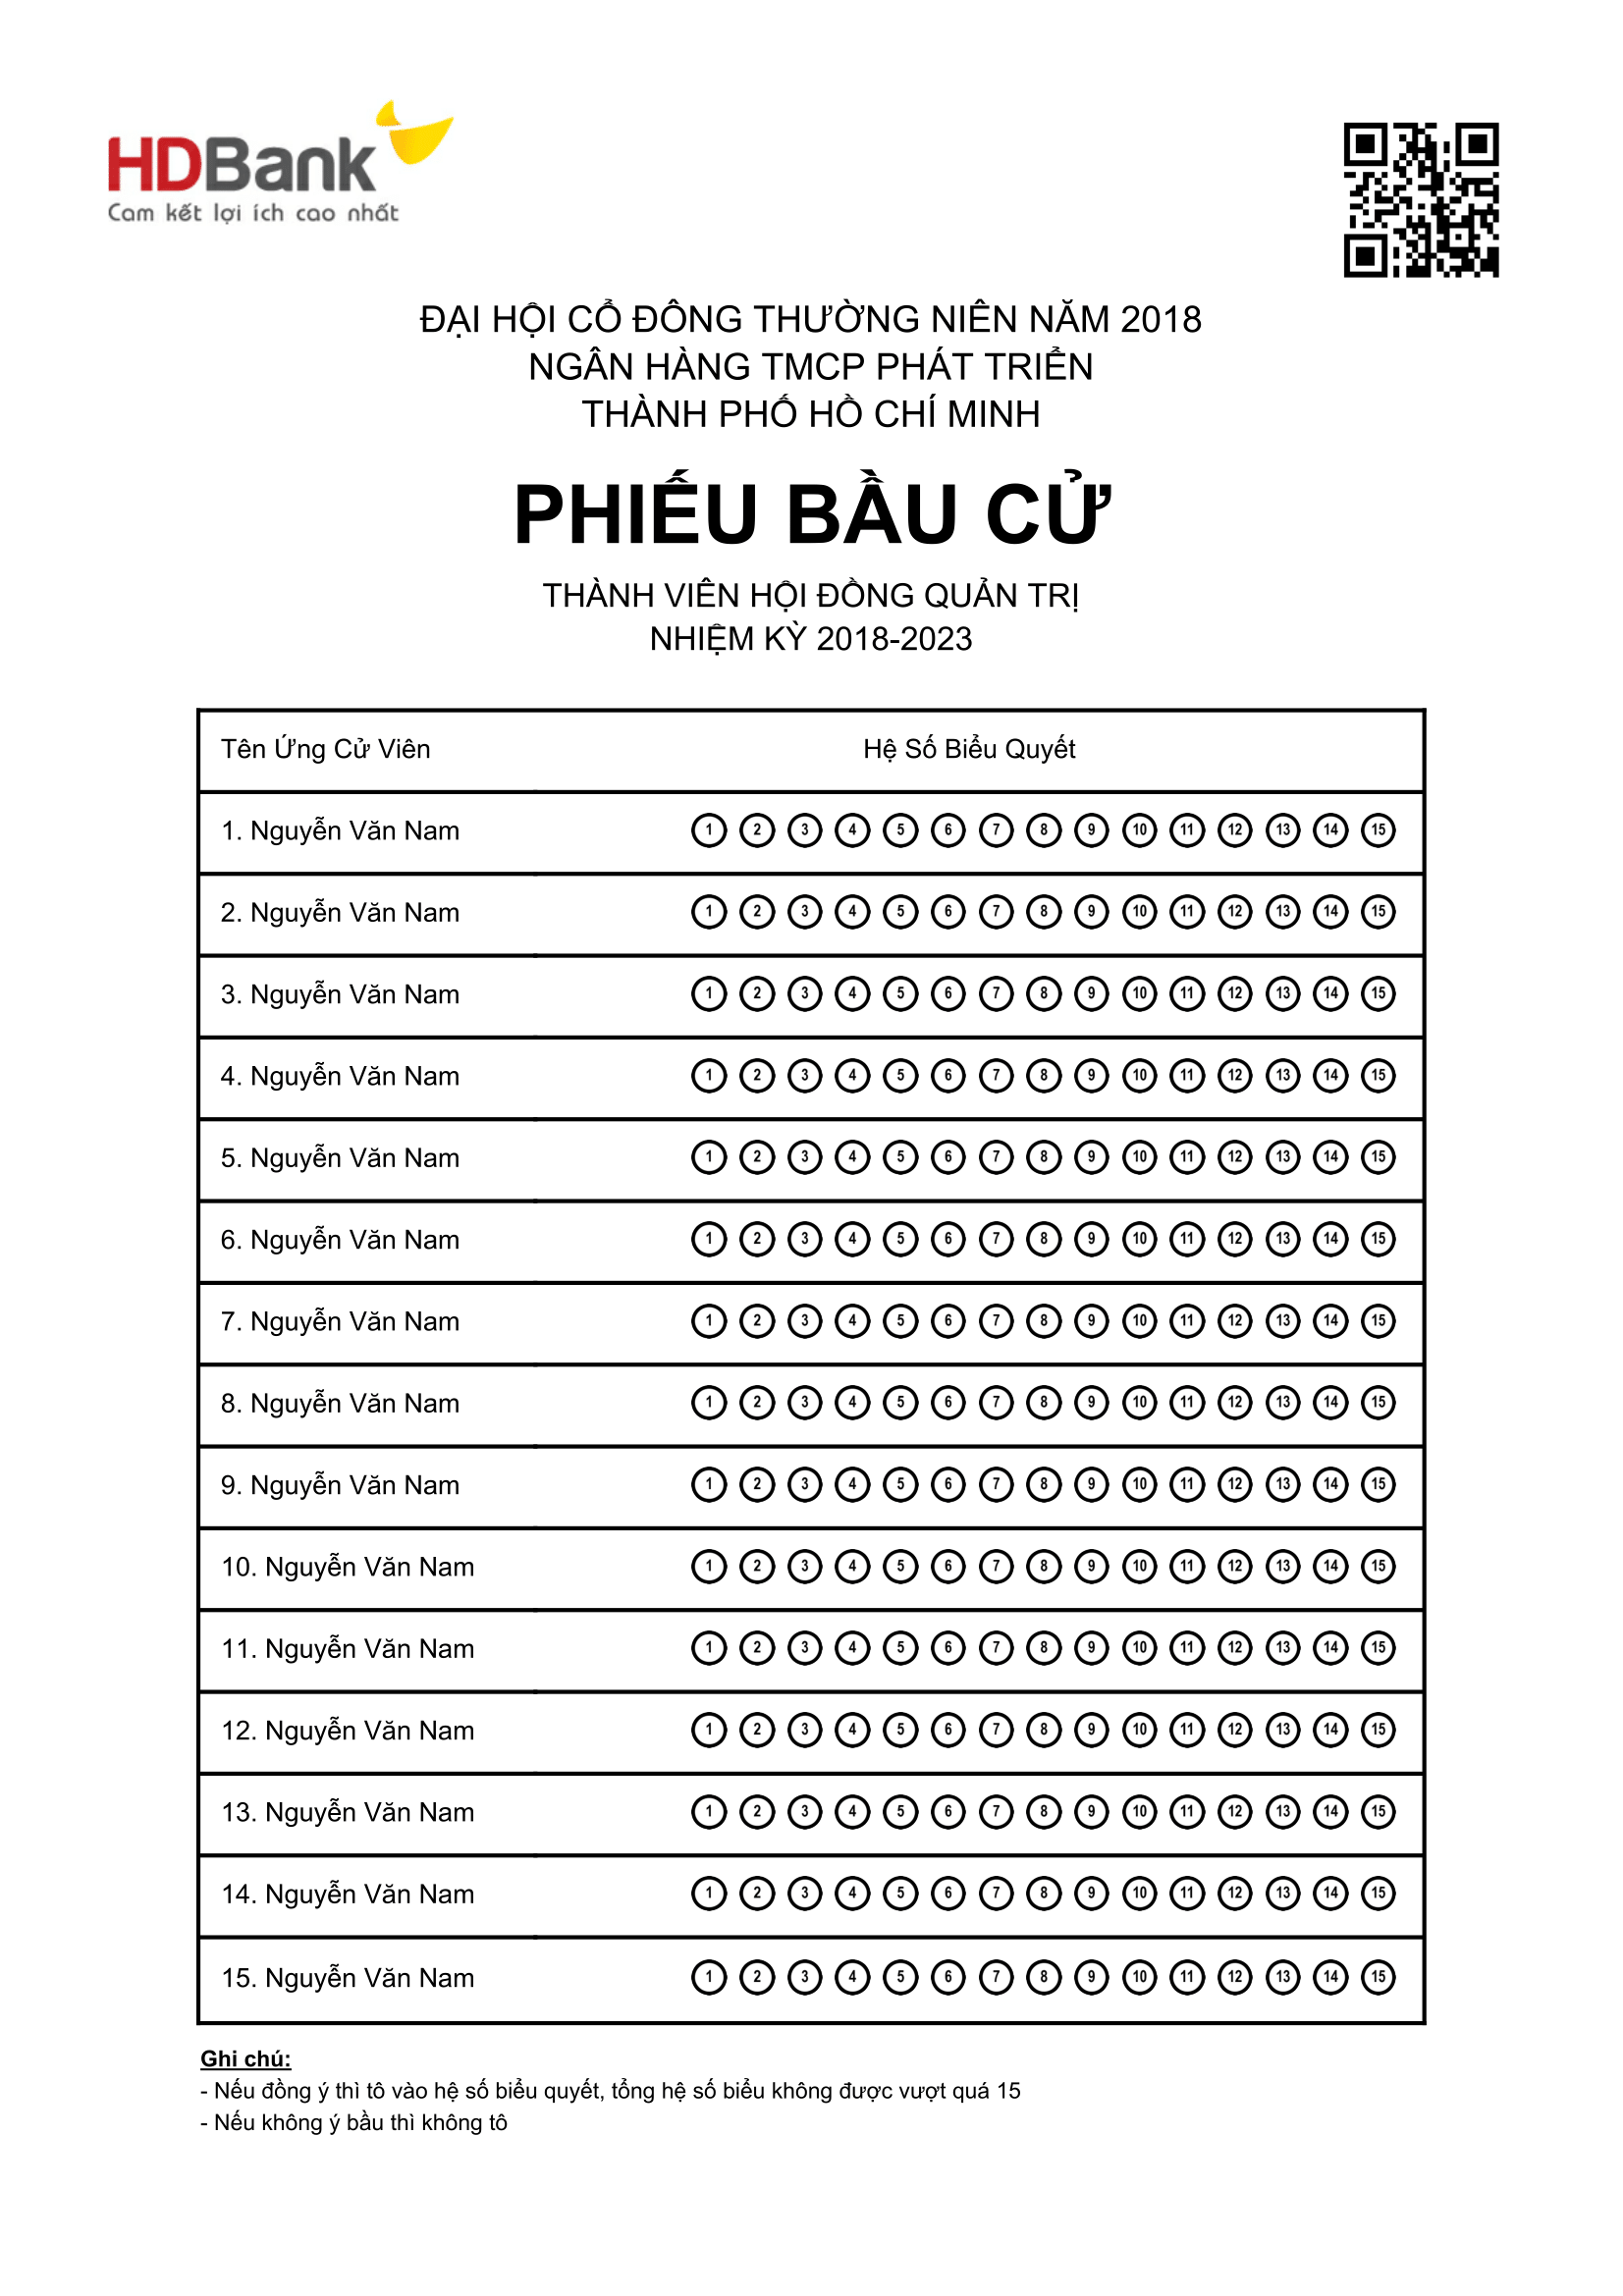 HDBank
Cam kết lợi ích cao nhất
ĐẠI HỘI CỔ ĐÔNG THƯỜNG NIÊN NĂM 2018
NGÂN HÀNG TMCP PHÁT TRIỂN
THÀNH PHỐ HỒ CHÍ MINH
PHIẾU BẦU CỬ
THÀNH VIÊN HỘI ĐỒNG QUẢN TRỊ
NHIỆM KỲ 2018-2023
Tên Ứng Cử Viên Hệ Số Biểu Quyết
1. Nguyễn Văn Nam 1 2 3 4 5 6 7 8 9 10 11 12 13 14 15
2. Nguyễn Văn Nam 1 2 3 4 5 6 7 8 9 10 11 12 13 14 15
3. Nguyễn Văn Nam 1 2 3 4 5 6 7 8 9 10 11 12 13 14 15
4. Nguyễn Văn Nam 1 2 3 4 5 6 7 8 9 10 11 12 13 14 15
5. Nguyễn Văn Nam 1 2 3 4 5 6 7 8 9 10 11 12 13 14 15
6. Nguyễn Văn Nam 1 2 3 4 5 6 7 8 9 10 11 12 13 14 15
7. Nguyễn Văn Nam 1 2 3 4 5 6 7 8 9 10 11 12 13 14 15
8. Nguyễn Văn Nam 1 2 3 4 5 6 7 8 9 10 11 12 13 14 15
9. Nguyễn Văn Nam 1 2 3 4 5 6 7 8 9 10 11 12 13 14 15
10. Nguyễn Văn Nam 1 2 3 4 5 6 7 8 9 10 11 12 13 14 15
11. Nguyễn Văn Nam 1 2 3 4 5 6 7 8 9 10 11 12 13 14 15
12. Nguyễn Văn Nam 1 2 3 4 5 6 7 8 9 10 11 12 13 14 15
13. Nguyễn Văn Nam 1 2 3 4 5 6 7 8 9 10 11 12 13 14 15
14. Nguyễn Văn Nam 1 2 3 4 5 6 7 8 9 10 11 12 13 14 15
15. Nguyễn Văn Nam 1 2 3 4 5 6 7 8 9 10 11 12 13 14 15
Ghi chú:
- Nếu đồng ý thì tô vào hệ số biểu quyết, tổng hệ số biểu không được vượt quá 15
- Nếu không ý bầu thì không tô